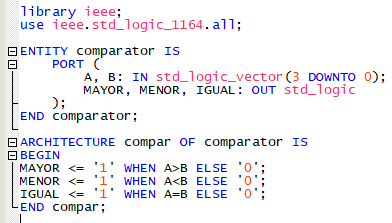 library ieee;
use ieee.std_logic_1164.all;
ENTITY comparator IS
PORT (
A, B: IN std_logic_vector(3 DOWNTO 0);
MAYOR, MENOR, IGUAL: OUT std_logic
);
END comparator;
ARCHITECTURE compar OF comparator IS
BEGIN
MAYOR <= '1' WHEN A>B ELSE '0';
MENOR <= '1' WHEN A<B ELSE '0';
IGUAL <= '1' WHEN A=B ELSE '0';
END compar;